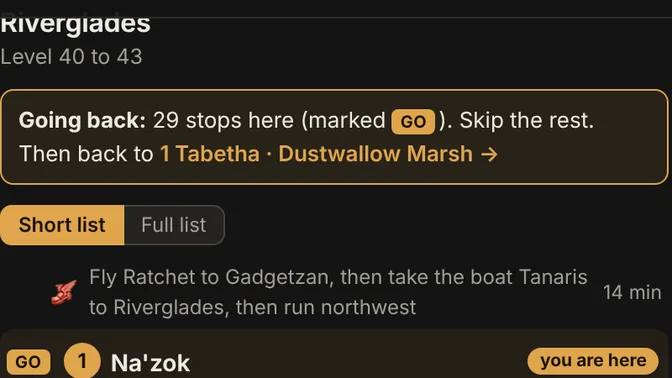 Riverglades
Level 40 to 43
Going back: 29 stops here (marked GO). Skip the rest.
Then back to 1 Tabetha · Dustwallow Marsh →
Short list
Full list
Fly Ratchet to Gadgetzan, then take the boat Tanaris
to Riverglades, then run northwest
14 min
GO 1 Na'zok you are here